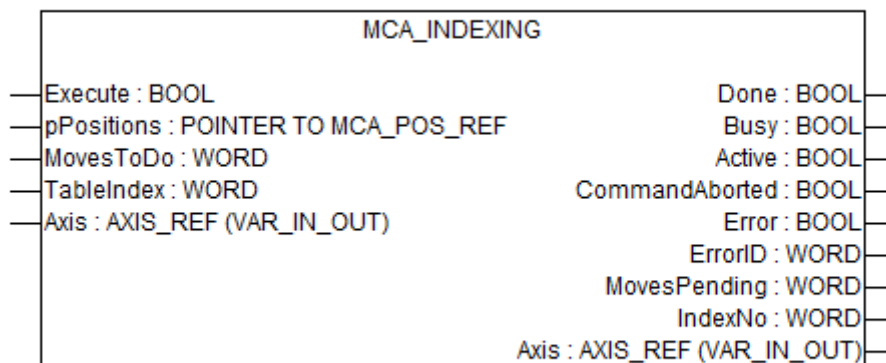 MCA_INDEXING
Execute : BOOL
Done : BOOL
pPositions : POINTER TO MCA_POS_REF
Busy : BOOL
MovesToDo : WORD
Active : BOOL
TableIndex : WORD
CommandAborted : BOOL
Axis : AXIS_REF (VAR_IN_OUT)
Error : BOOL
ErrorID : WORD
MovesPending : WORD
IndexNo : WORD
Axis : AXIS_REF (VAR_IN_OUT)